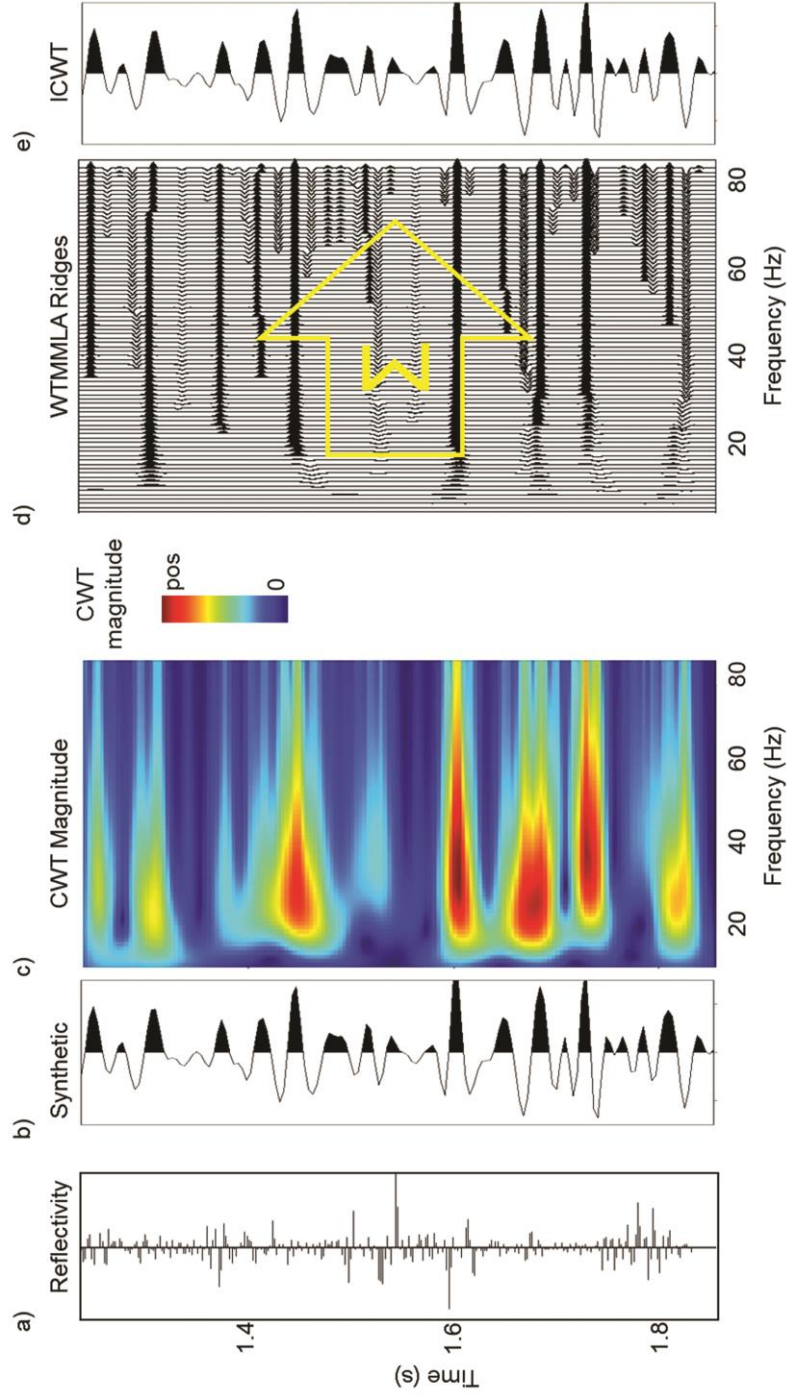 a)
b)
c)
d)
e)
Reflectivity
Synthetic
CWT Magnitude
CWT
magnitude
pos
0
WTMMLA Ridges
ICWT
Time (s)
1.4
1.6
1.8
Σ
20 40 60 80
Frequency (Hz)
20 40 60 80
Frequency (Hz)